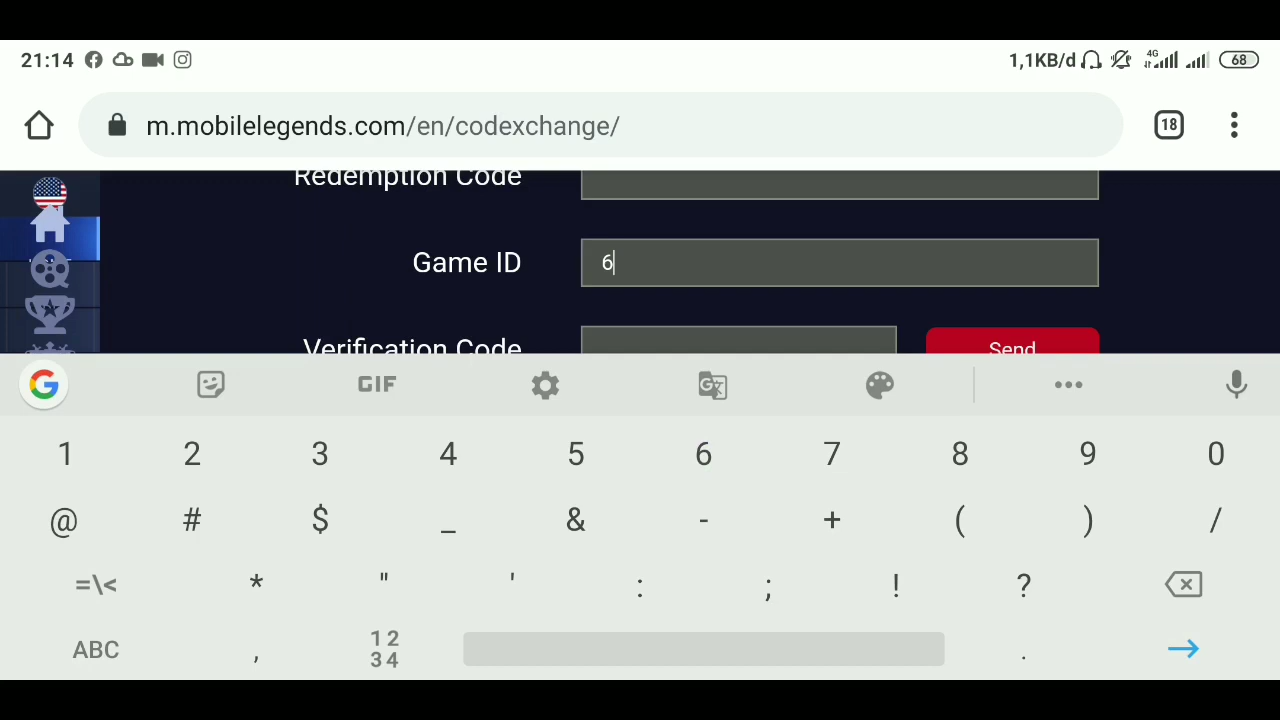 21:14 1,1KB/d 4G 68
m.mobilelegends.com/en/codexchange/ 18
Redemption Code
Game ID 6
Verification Code Send
G GIF G
1 2 3 4 5 6 7 8 9 0
@ # $ _ & - + ( ) /
=\< * " ' : ; ! ?
ABC , 1 2 3 4 .